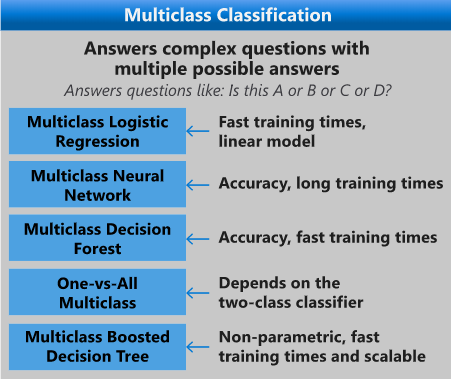 Multiclass Classification
Answers complex questions with
multiple possible answers
Answers questions like: Is this A or B or C or D?
Multiclass Logistic
Regression
Fast training times,
linear model
Multiclass Neural
Network
Accuracy, long training times
Multiclass Decision
Forest
Accuracy, fast training times
One-vs-All
Multiclass
Depends on the
two-class classifier
Multiclass Boosted
Decision Tree
Non-parametric, fast
training times and scalable